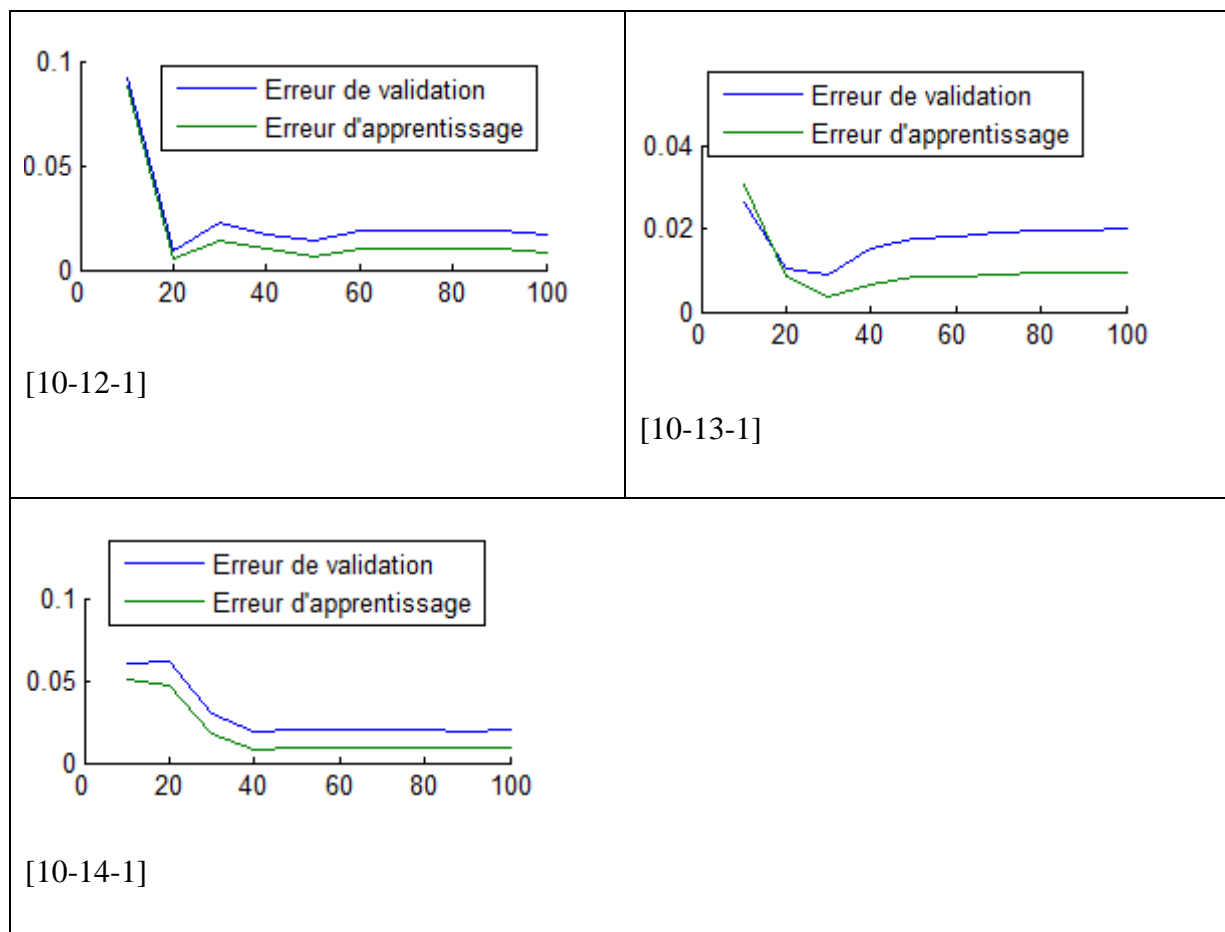 0.1
Erreur de validation
Erreur d'apprentissage
0.05
0
0 20 40 60 80 100
[10-12-1]
Erreur de validation
Erreur d'apprentissage
0.04
0.02
0
0 20 40 60 80 100
[10-13-1]
Erreur de validation
Erreur d'apprentissage
0.1
0.05
0
0 20 40 60 80 100
[10-14-1]